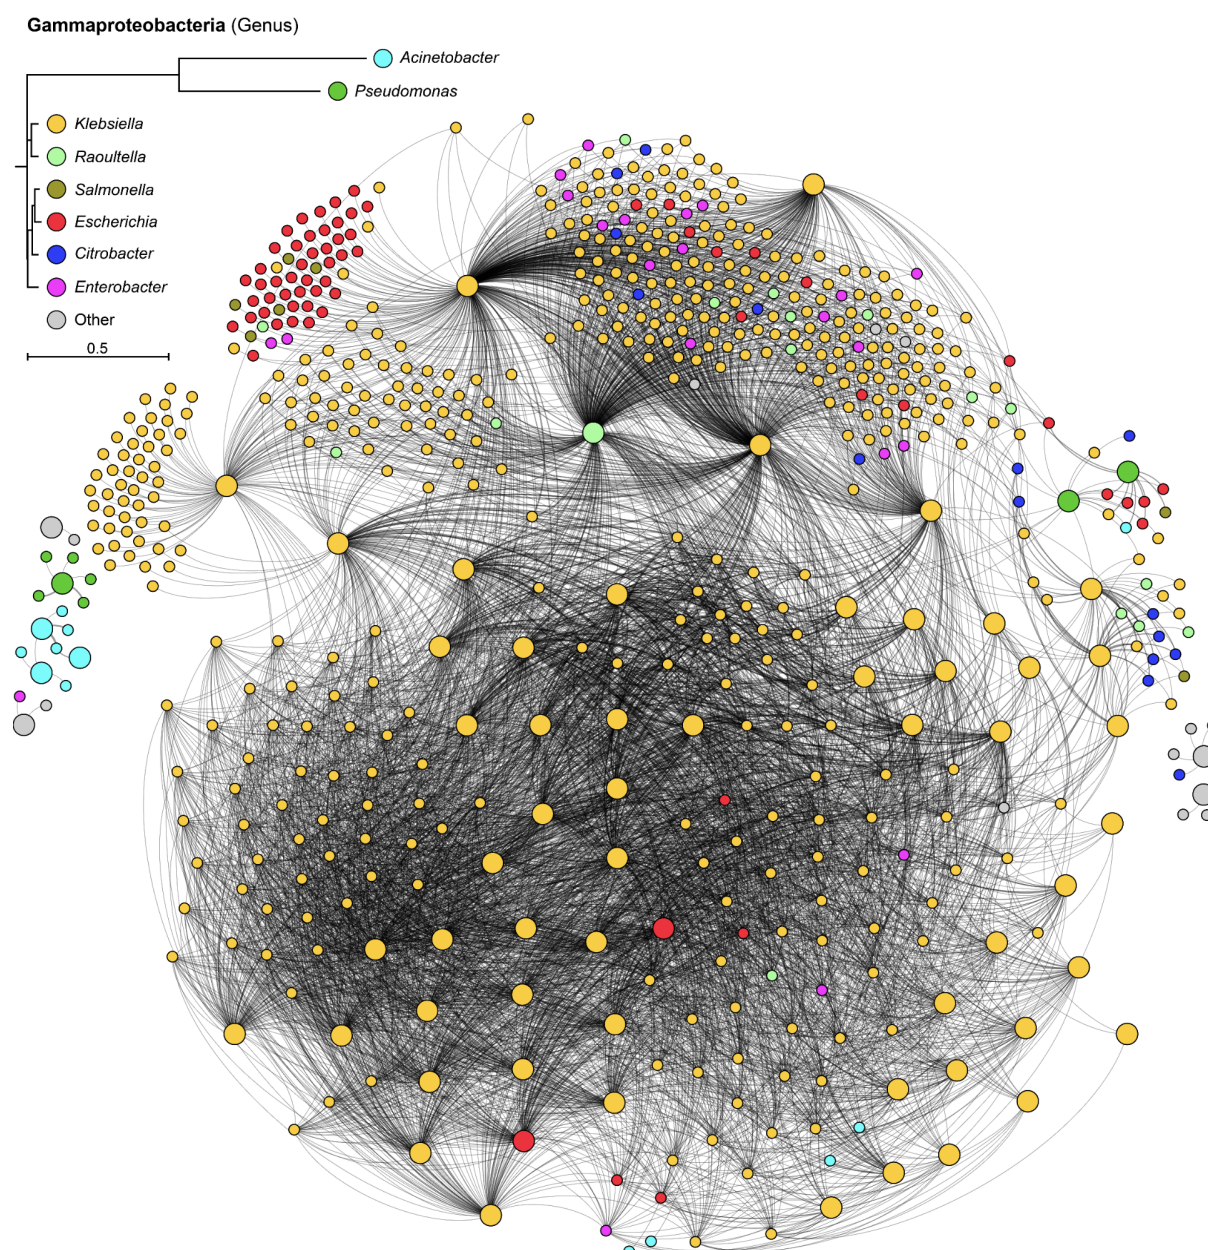 Gammaproteobacteria (Genus)
Acinetobacter
Pseudomonas
Klebsiella
Raoultella
Salmonella
Escherichia
Citrobacter
Enterobacter
Other
0.5